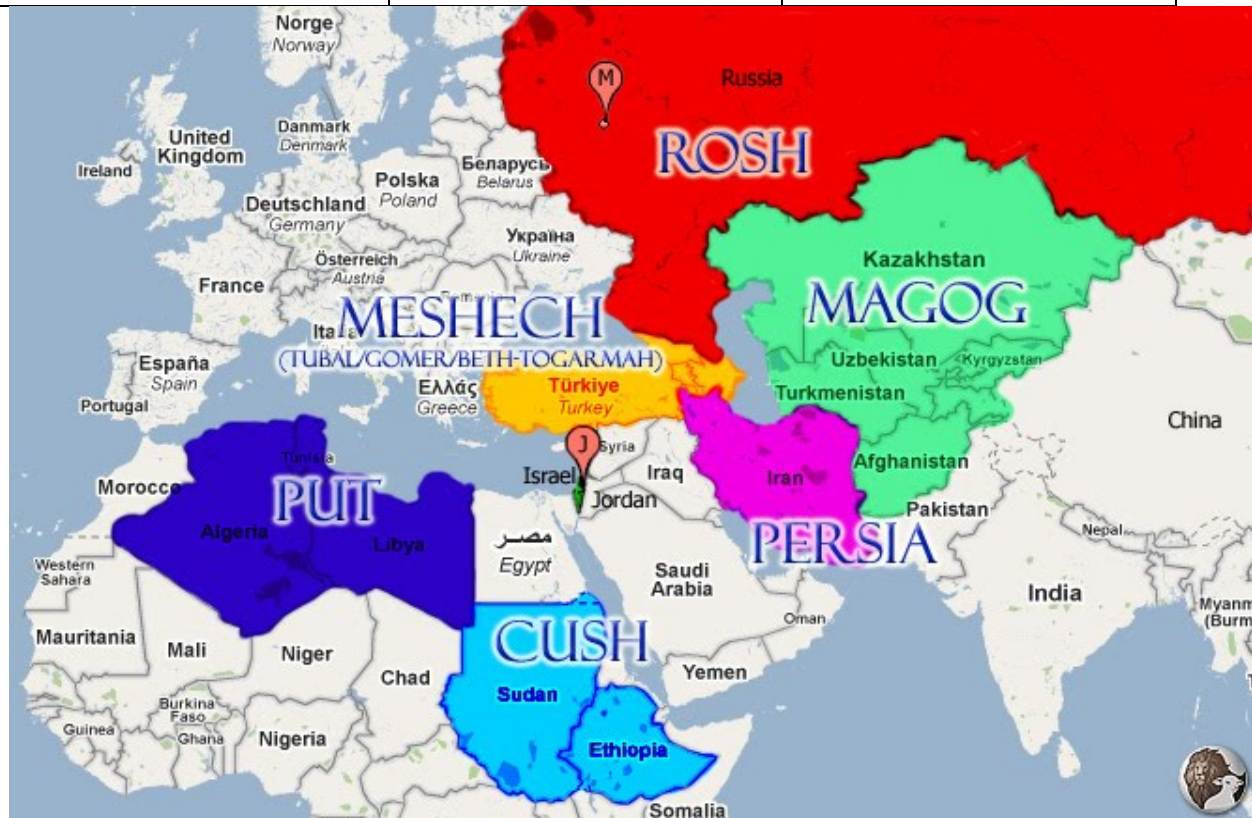 Norge
Norway
Russia
M
ROSH
Danmark
Denmark
United
Kingdom
Ireland
Беларусь
Belarus
Polska
Poland
Deutschland
Germany
Україна
Ukraine
Österreich
Austria
France
Kazakhstan
MAGOG
MESHECH
(TUBAL/GOMER/BETH-TOGARMAH)
Uzbekistan
Kyrgyzstan
Turkmenistan
España
Spain
Portugal
Ελλάς
Greece
Türkiye
Turkey
China
J
Syria
Israel
Iraq
Iran
Afghanistan
Tunisia
Morocco
PUT
Jordan
Pakistan
Algeria
Libya
مصر
Egypt
PERSIA
Nepal
Western
Sahara
Saudi
Arabia
India
Oman
Mauritania
Mali
Niger
Chad
CUSH
Yemen
Sudan
Burkina
Faso
Guinea
Ghana
Nigeria
Ethiopia
Somalia